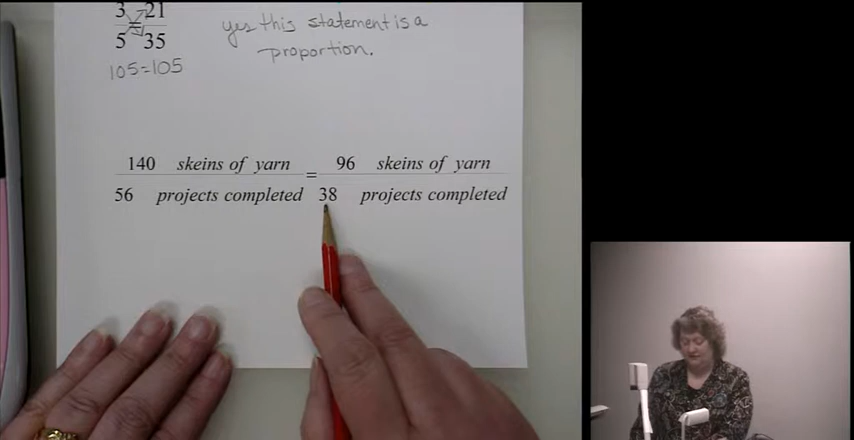 3 = 21
5 35
105=105
yes this statement is a
proportion.
140 skeins of yarn = 96 skeins of yarn
56 projects completed 38 projects completed